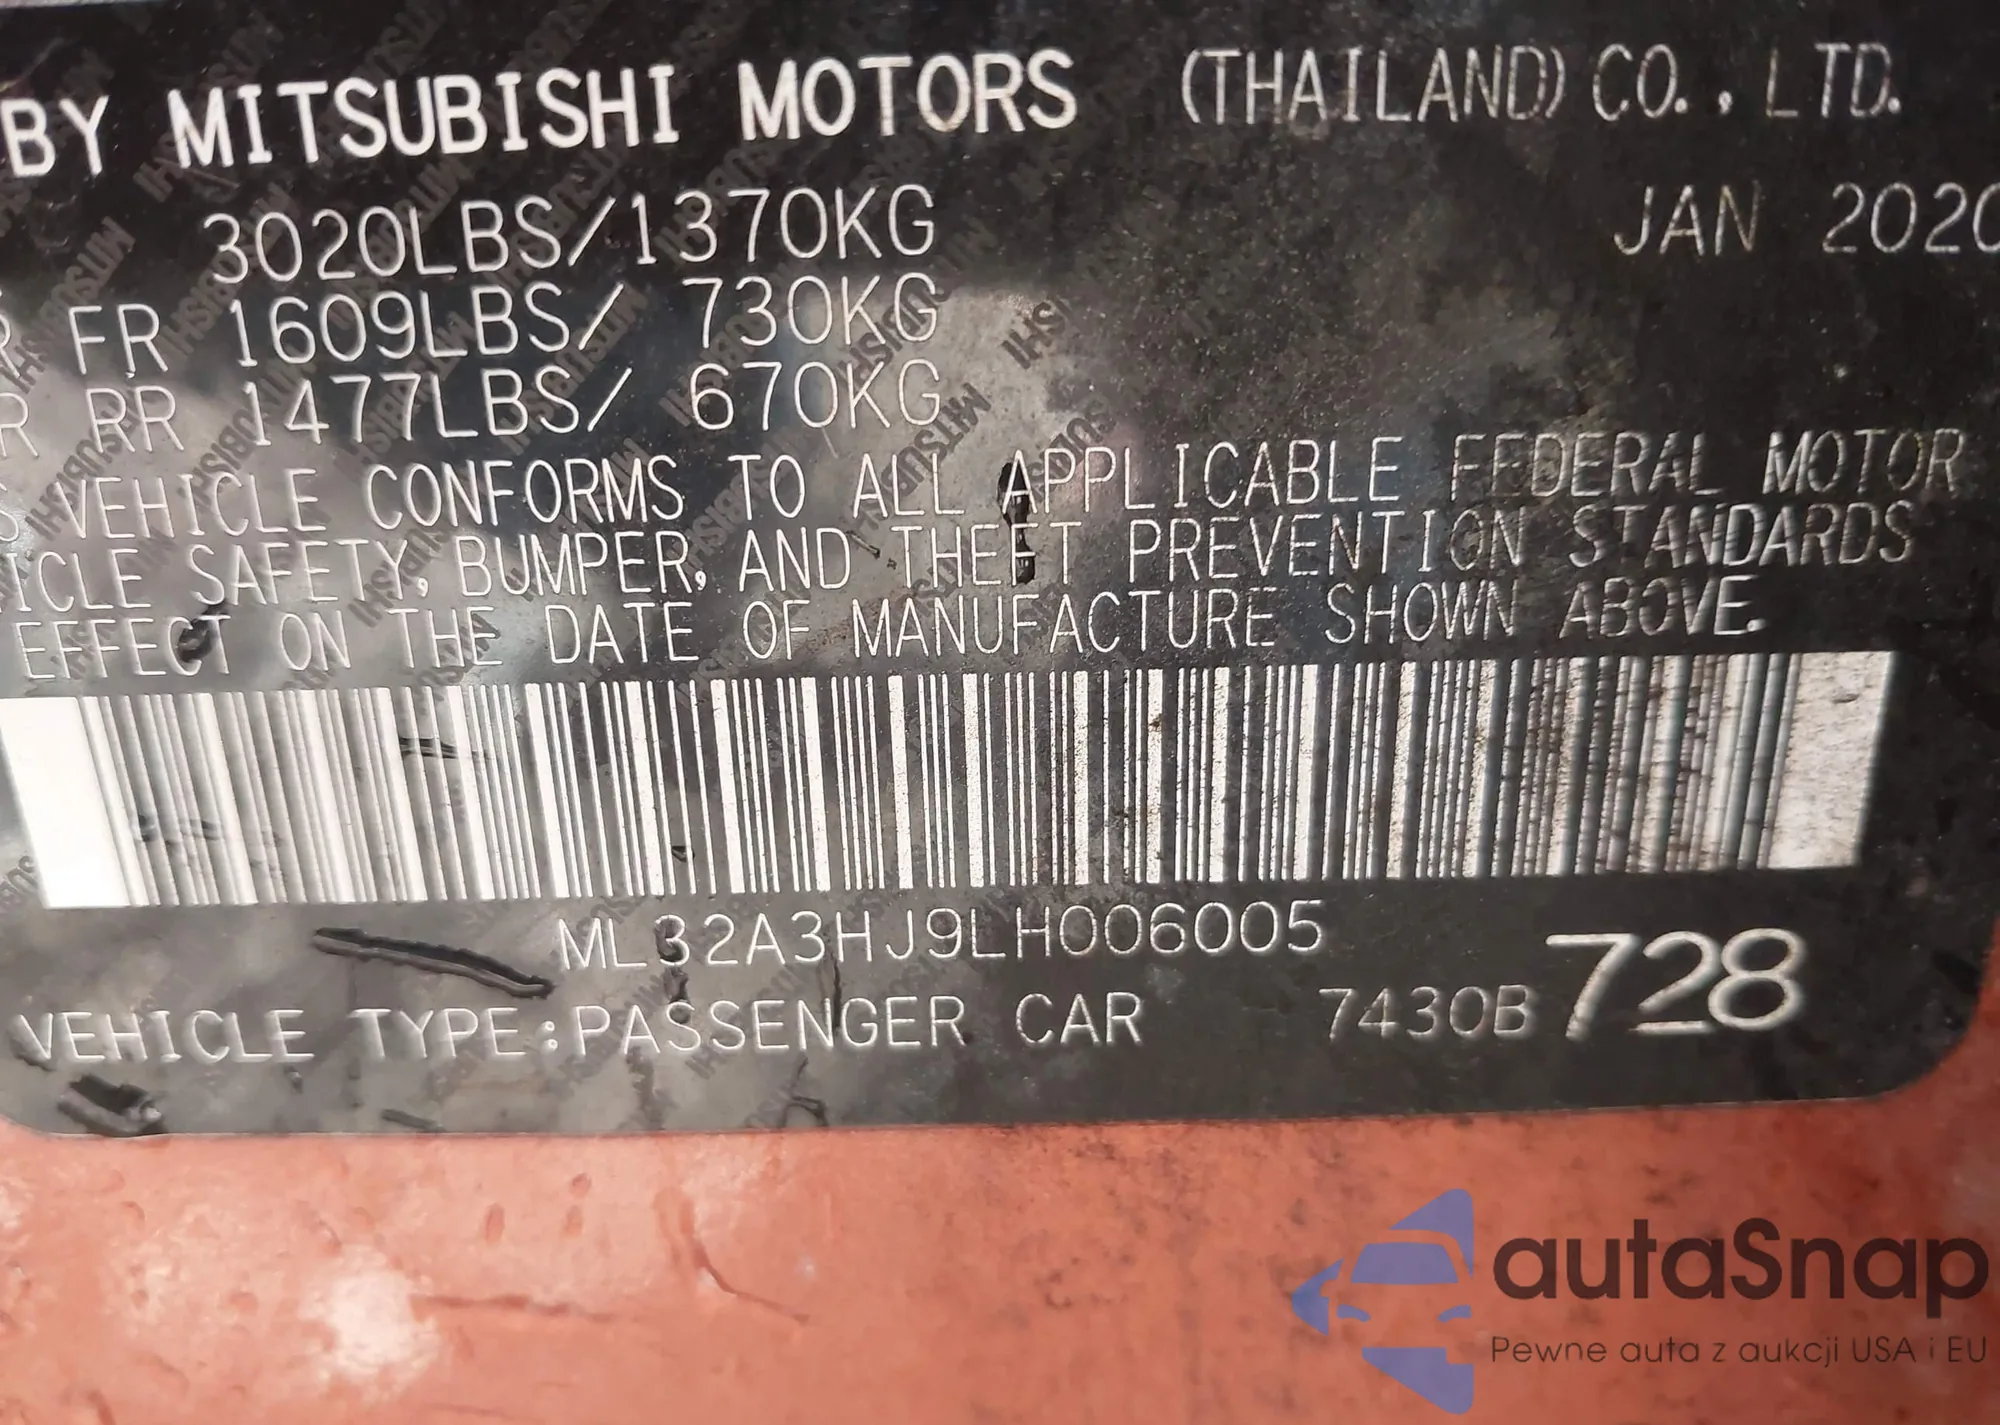 BY MITSUBISHI MOTORS (THAILAND) CO., LTD.
3020LBS/1370KG JAN 2020
R FR 1609LBS/ 730KG
R RR 1477LBS/ 670KG
S VEHICLE CONFORMS TO ALL APPLICABLE FEDERAL MOTOR
ICLE SAFETY, BUMPER, AND THEFT PREVENTION STANDARDS
EFFECT ON THE DATE OF MANUFACTURE SHOWN ABOVE.
ML32A3HJ9LH006005
VEHICLE TYPE:PASSENGER CAR 7430B 728
autaSnap
Pewne auta z aukcji USA i EU